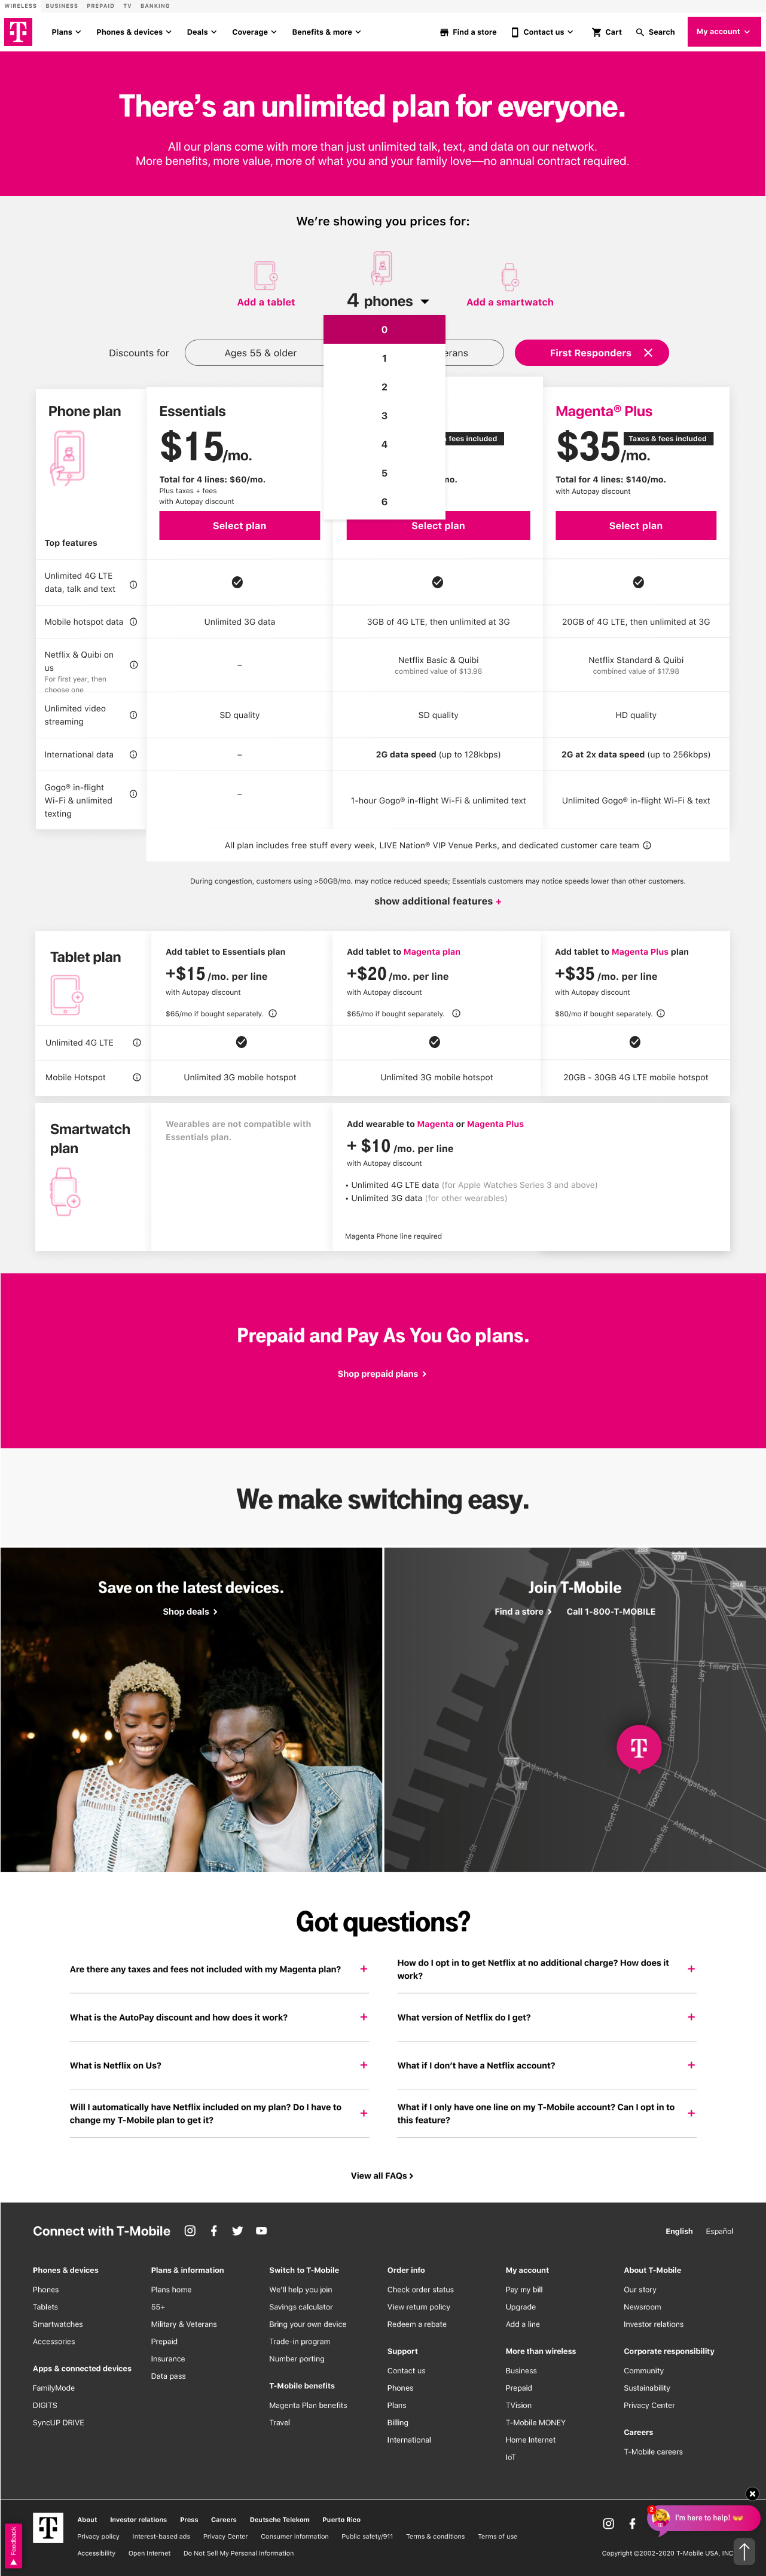 WIRELESS BUSINESS PREPAID TV BANKING
T Plans Phones & devices Deals Coverage Benefits & more Find a store Contact us Cart Search My account
There's an unlimited plan for everyone.
All our plans come with more than just unlimited talk, text, and data on our network.
More benefits, more value, more of what you and your family love—no annual contract required.
We're showing you prices for:
Add a tablet 4 phones Add a smartwatch
0
1
2
3
4
5
6
Discounts for Ages 55 & older erans First Responders
Phone plan
Top features
Essentials
$15/mo.
Total for 4 lines: $60/mo.
Plus taxes + fees
with Autopay discount
Select plan
fees included
mo.
Select plan
Magenta® Plus
$35/mo. Taxes & fees included
Total for 4 lines: $140/mo.
with Autopay discount
Select plan
Unlimited 4G LTE
data, talk and text
Mobile hotspot data Unlimited 3G data 3GB of 4G LTE, then unlimited at 3G 20GB of 4G LTE, then unlimited at 3G
Netflix & Quibi on
us
For first year, then
choose one
– Netflix Basic & Quibi Netflix Standard & Quibi
combined value of $13.98 combined value of $17.98
Unlimited video
streaming
SD quality SD quality HD quality
International data – 2G data speed (up to 128kbps) 2G at 2x data speed (up to 256kbps)
Gogo® in-flight
Wi-Fi & unlimited
texting
– 1-hour Gogo® in-flight Wi-Fi & unlimited text Unlimited Gogo® in-flight Wi-Fi & text
All plan includes free stuff every week, LIVE Nation® VIP Venue Perks, and dedicated customer care team
During congestion, customers using >50GB/mo. may notice reduced speeds; Essentials customers may notice speeds lower than other customers.
show additional features +
Tablet plan
Add tablet to Essentials plan
+$15 /mo. per line
with Autopay discount
$65/mo if bought separately.
Add tablet to Magenta plan
+$20 /mo. per line
with Autopay discount
$65/mo if bought separately.
Add tablet to Magenta Plus plan
+$35 /mo. per line
with Autopay discount
$80/mo if bought separately.
Unlimited 4G LTE
Mobile Hotspot Unlimited 3G mobile hotspot Unlimited 3G mobile hotspot 20GB - 30GB 4G LTE mobile hotspot
Smartwatch
plan
Wearables are not compatible with
Essentials plan.
Add wearable to Magenta or Magenta Plus
+ $10 /mo. per line
with Autopay discount
• Unlimited 4G LTE data (for Apple Watches Series 3 and above)
• Unlimited 3G data (for other wearables)
Magenta Phone line required
Prepaid and Pay As You Go plans.
Shop prepaid plans
We make switching easy.
Save on the latest devices.
Shop deals
Join T-Mobile
Find a store Call 1-800-T-MOBILE
28A
27B
29A
Cadman Plaza W
Brooklyn Bridge Blvd
Jay St
Tillary St
T
27B
27
Atlantic Ave
Livingston St
Court St
Boerum Pl
Smith St
Atlantic Ave
Got questions?
Are there any taxes and fees not included with my Magenta plan? +
How do I opt in to get Netflix at no additional charge? How does it
work? +
What is the AutoPay discount and how does it work? +
What version of Netflix do I get? +
What is Netflix on Us? +
What if I don't have a Netflix account? +
Will I automatically have Netflix included on my plan? Do I have to
change my T-Mobile plan to get it? +
What if I only have one line on my T-Mobile account? Can I opt in to
this feature? +
View all FAQs
Connect with T-Mobile English Español
Phones & devices
Phones
Tablets
Smartwatches
Accessories
Apps & connected devices
FamilyMode
DIGITS
SyncUP DRIVE
Plans & information
Plans home
55+
Military & Veterans
Prepaid
Insurance
Data pass
Switch to T-Mobile
We'll help you join
Savings calculator
Bring your own device
Trade-in program
Number porting
T-Mobile benefits
Magenta Plan benefits
Travel
Order info
Check order status
View return policy
Redeem a rebate
Support
Contact us
Phones
Plans
Billing
International
My account
Pay my bill
Upgrade
Add a line
More than wireless
Business
Prepaid
TVision
T-Mobile MONEY
Home Internet
IoT
About T-Mobile
Our story
Newsroom
Investor relations
Corporate responsibility
Community
Sustainability
Privacy Center
Careers
T-Mobile careers
Feedback
T
About Investor relations Press Careers Deutsche Telekom Puerto Rico
Privacy policy Interest-based ads Privacy Center Consumer information Public safety/911 Terms & conditions Terms of use
Accessibility Open Internet Do Not Sell My Personal Information
2 I'm here to help!
Copyright ©2002-2020 T-Mobile USA, INC